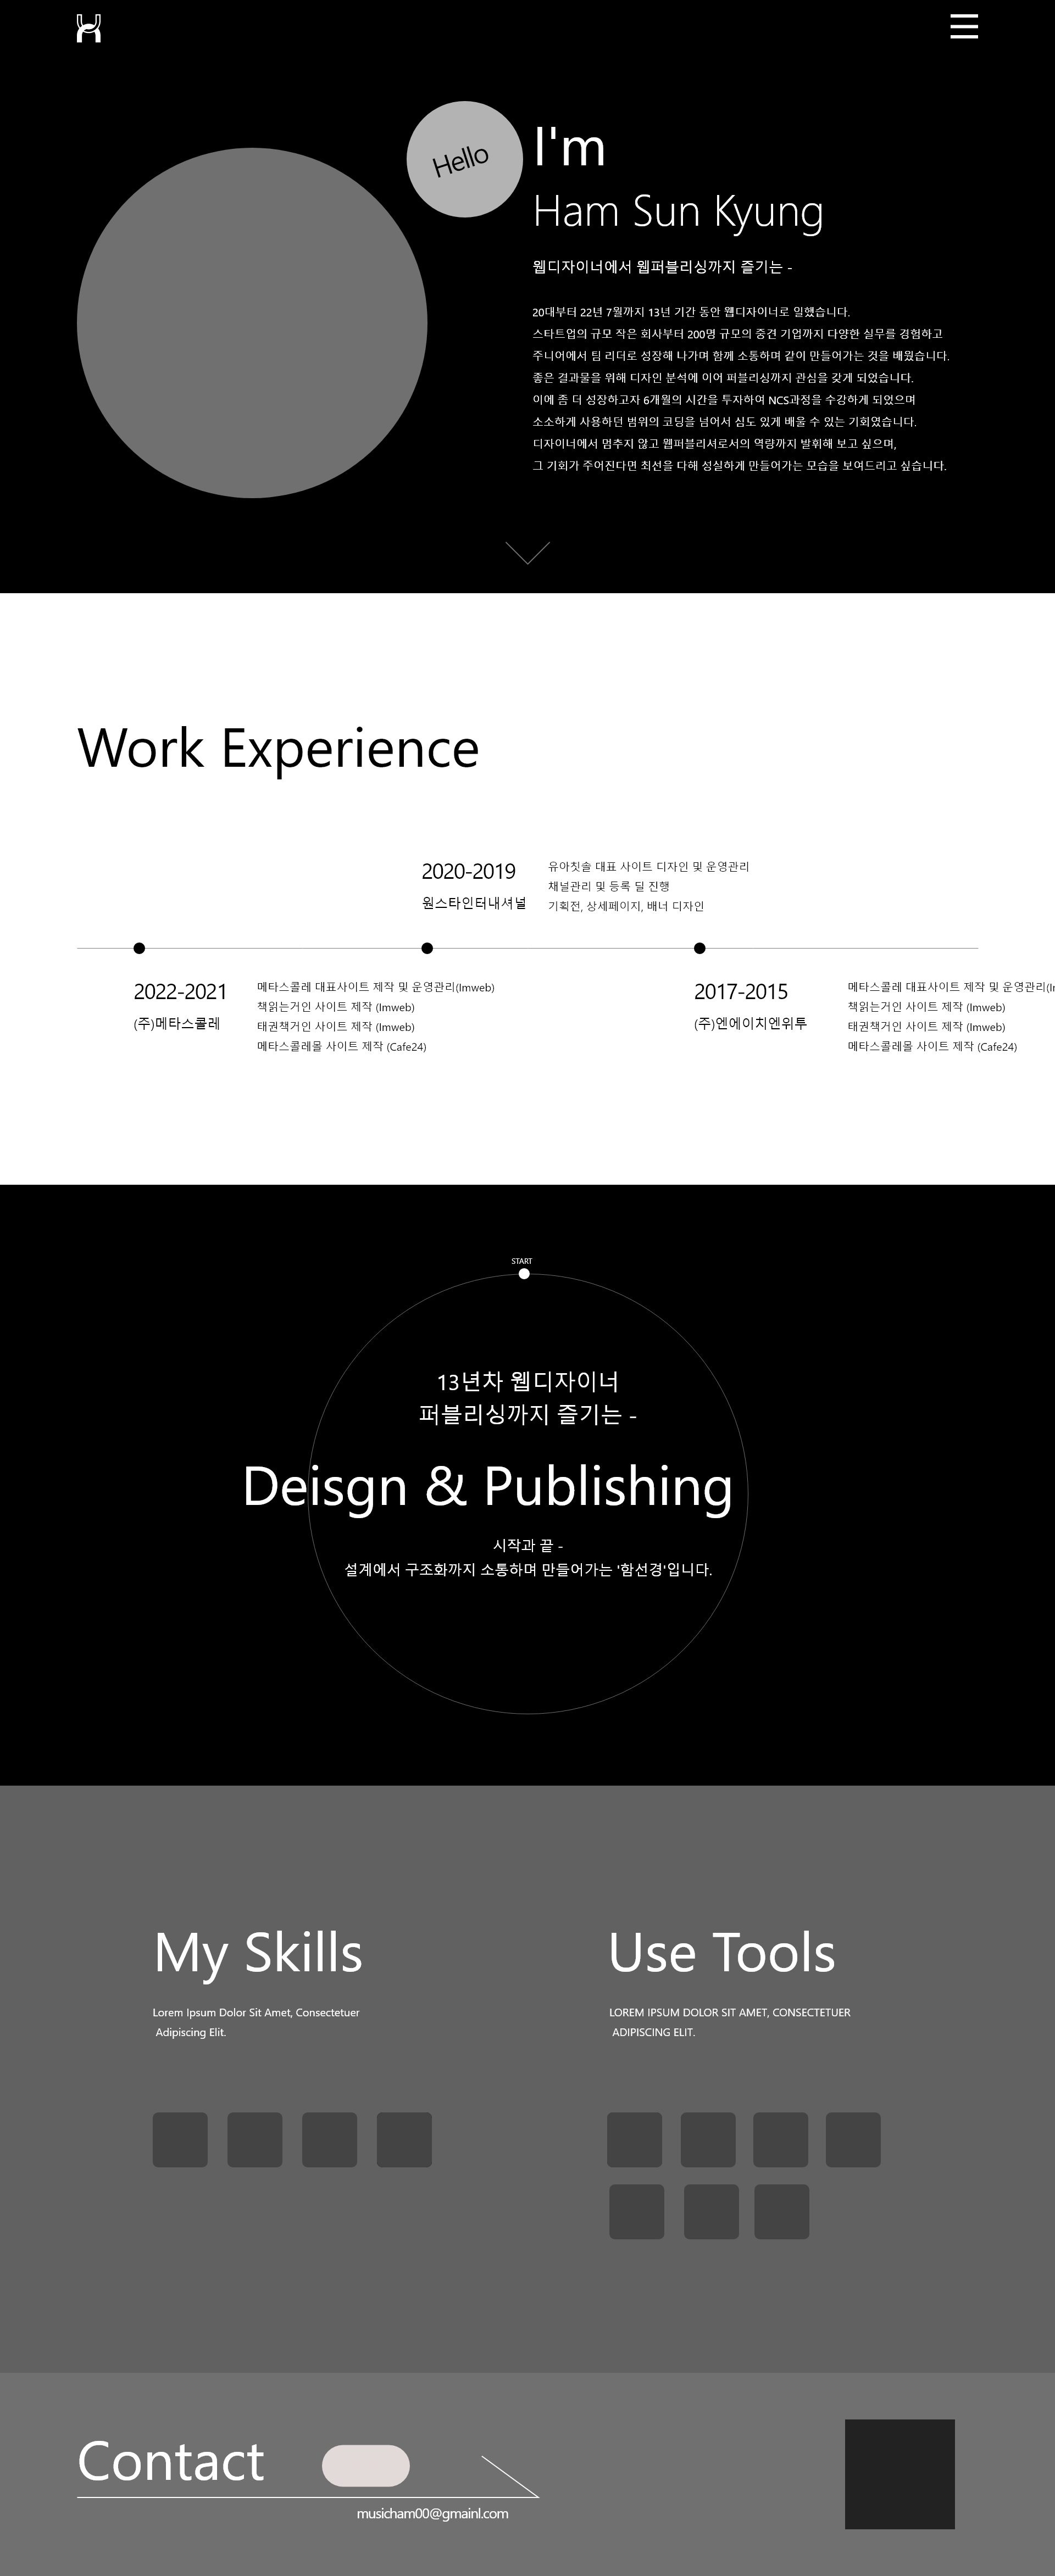 Hello
I'm
Ham Sun Kyung
웹디자이너에서 웹퍼블리싱까지 즐기는 -
20대부터 22년 7월까지 13년 기간 동안 웹디자이너로 일했습니다.
스타트업의 규모 작은 회사부터 200명 규모의 중견 기업까지 다양한 실무를 경험하고
주니어에서 팀 리더로 성장해 나가며 함께 소통하며 같이 만들어가는 것을 배웠습니다.
좋은 결과물을 위해 디자인 분석에 이어 퍼블리싱까지 관심을 갖게 되었습니다.
이에 좀 더 성장하고자 6개월의 시간을 투자하여 NCS과정을 수강하게 되었으며
소소하게 사용하던 범위의 코딩을 넘어서 심도 있게 배울 수 있는 기회였습니다.
디자이너에서 멈추지 않고 웹퍼블리셔로서의 역량까지 발휘해 보고 싶으며,
그 기회가 주어진다면 최선을 다해 성실하게 만들어가는 모습을 보여드리고 싶습니다.
Work Experience
2020-2019
원스타인터내셔널
유아칫솔 대표 사이트 디자인 및 운영관리
채널관리 및 등록 딜 진행
기획전, 상세페이지, 배너 디자인
2022-2021
(주)메타스콜레
메타스콜레 대표사이트 제작 및 운영관리(Imweb)
책읽는거인 사이트 제작 (Imweb)
태권책거인 사이트 제작 (Imweb)
메타스콜레몰 사이트 제작 (Cafe24)
2017-2015
(주)엔에이치엔위투
메타스콜레 대표사이트 제작 및 운영관리(Ir
책읽는거인 사이트 제작 (Imweb)
태권책거인 사이트 제작 (Imweb)
메타스콜레몰 사이트 제작 (Cafe24)
START
13년차 웹디자이너
퍼블리싱까지 즐기는 -
Deisgn & Publishing
시작과 끝 -
설계에서 구조화까지 소통하며 만들어가는 '함선경'입니다.
My Skills
Lorem Ipsum Dolor Sit Amet, Consectetuer
Adipiscing Elit.
Use Tools
LOREM IPSUM DOLOR SIT AMET, CONSECTETUER
ADIPISCING ELIT.
Contact
musicham00@gmainl.com